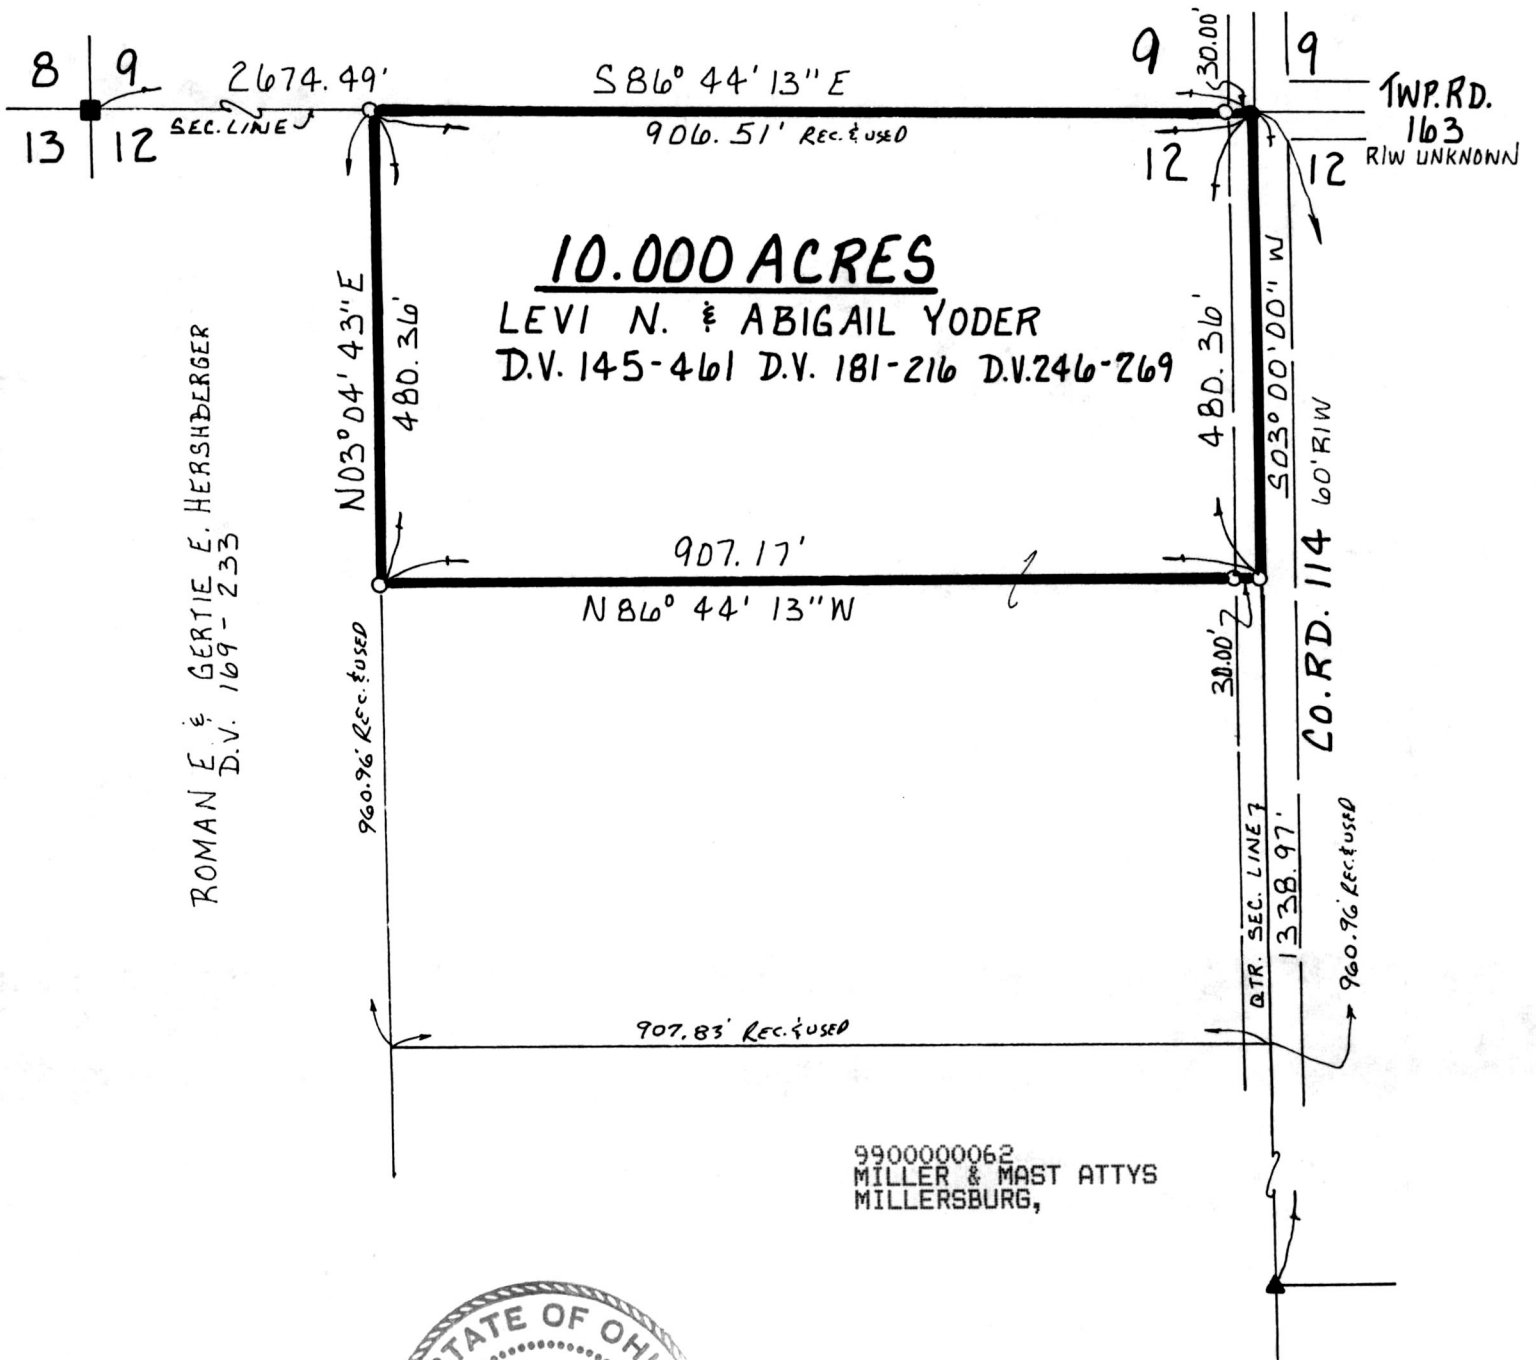 8 9
13 12
2674.49'
SEC. LINE
S86° 44' 13" E
906.51' REC. & USED
9
30.00'
9
12
12
TWP. RD.
163
R/W UNKNOWN
10.000 ACRES
LEVI N. & ABIGAIL YODER
D.V. 145-461 D.V. 181-216 D.V. 246-269
N03° 04' 43" E
480.36'
480.36'
S03° 00' 00" W
ROMAN E. & GERTIE E. HERSHBERGER
D.V. 169-233
907.17'
N86° 44' 13" W
30.00'
CO. RD. 114 60' R/W
960.96' REC. & USED
QTR. SEC. LINE
1338.97'
960.96' REC. & USED
907.83' REC. & USED
9900000062
MILLER & MAST ATTYS
MILLERSBURG,
STATE OF OH